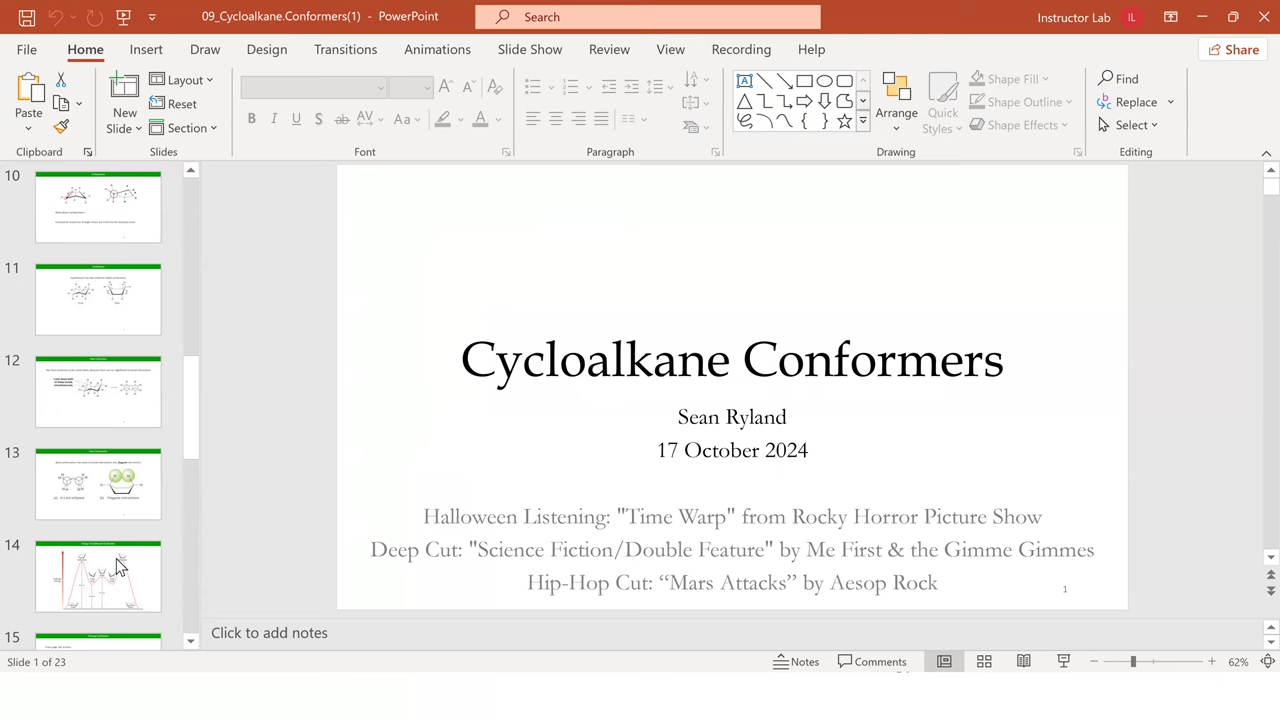 09_Cycloalkane.Conformers(1) - PowerPoint
Search
Instructor Lab
IL
File Home Insert Draw Design Transitions Animations Slide Show Review View Recording Help
Share
Paste
Clipboard
New Slide
Layout
Reset
Section
Slides
B I U S ab AV Aa A
Font
Paragraph
Arrange
Quick Styles
Shape Fill
Shape Outline
Shape Effects
Drawing
Find
Replace
Select
Editing
10
11
12
13
14
15
Cycloalkane Conformers
Sean Ryland
17 October 2024
Halloween Listening: "Time Warp" from Rocky Horror Picture Show
Deep Cut: "Science Fiction/Double Feature" by Me First & the Gimme Gimmes
Hip-Hop Cut: “Mars Attacks” by Aesop Rock
1
Click to add notes
Slide 1 of 23
Notes
Comments
62%